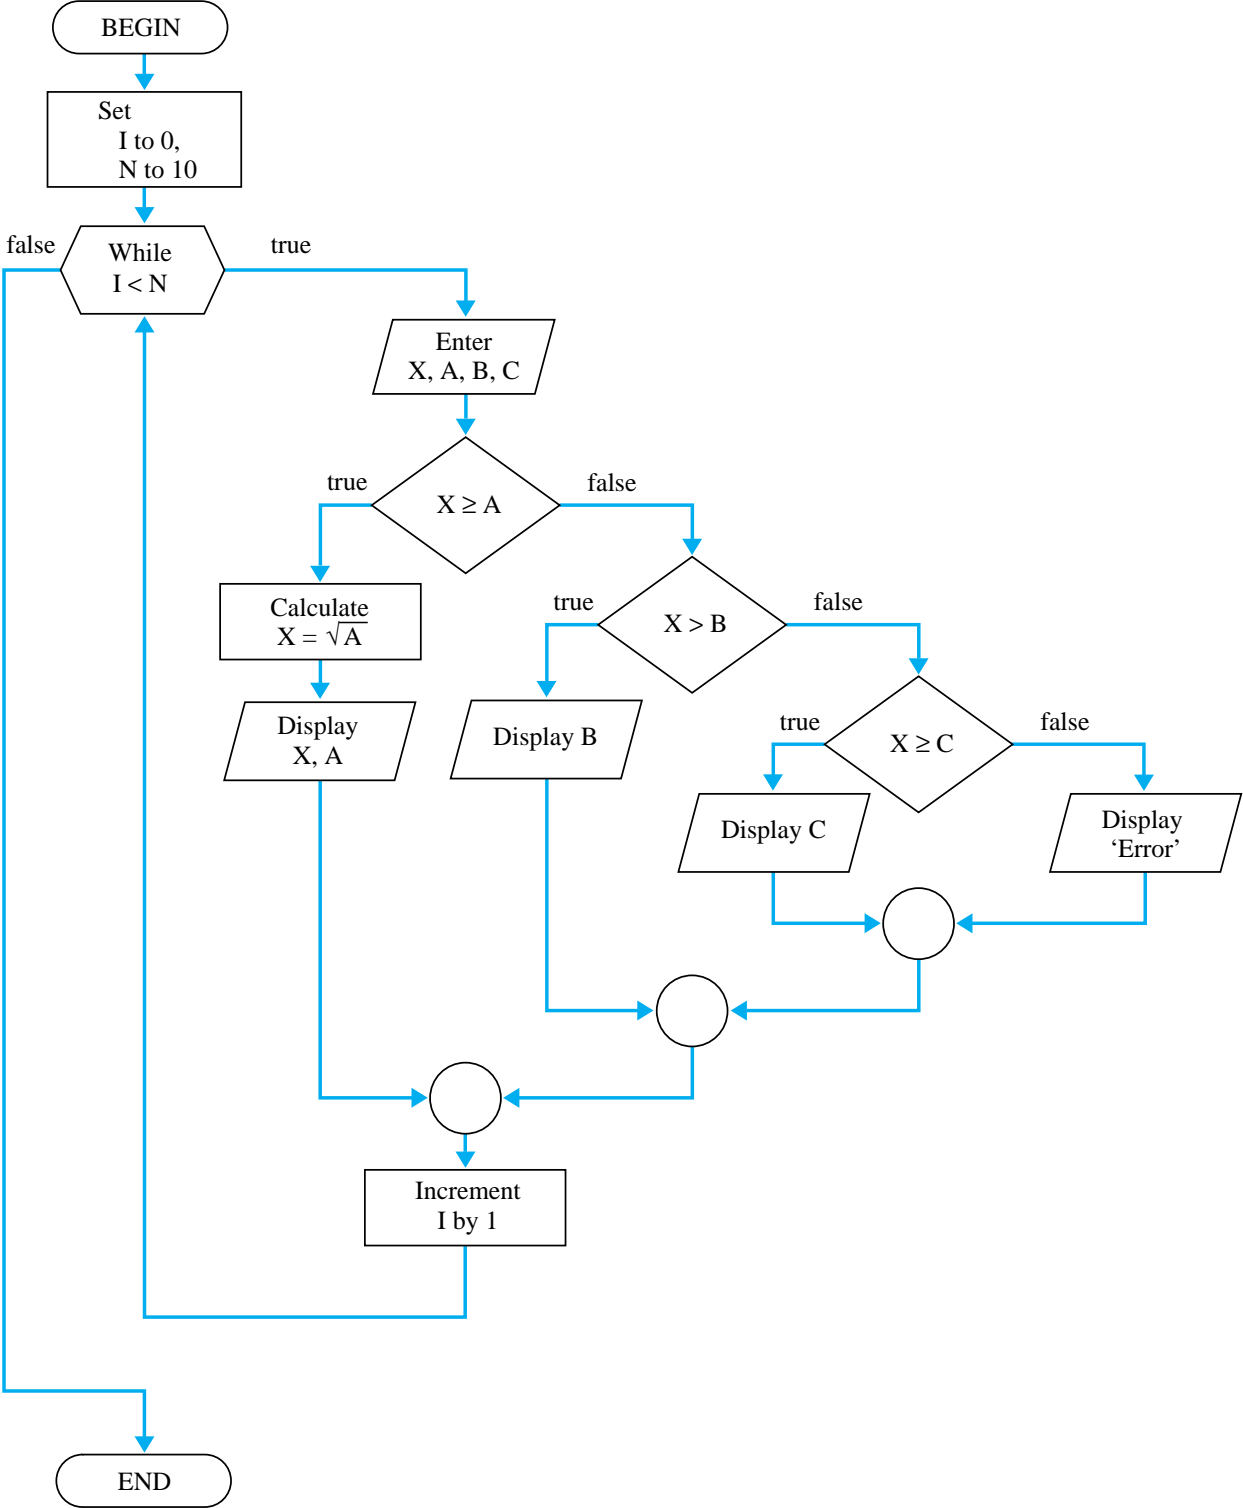 BEGIN
Set
I to 0,
N to 10
false
While
I < N
true
Enter
X, A, B, C
true
X ≥ A
false
Calculate
X = √A
Display
X, A
true
X > B
false
Display B
true
X ≥ C
false
Display C
Display
‘Error’
Increment
I by 1
END